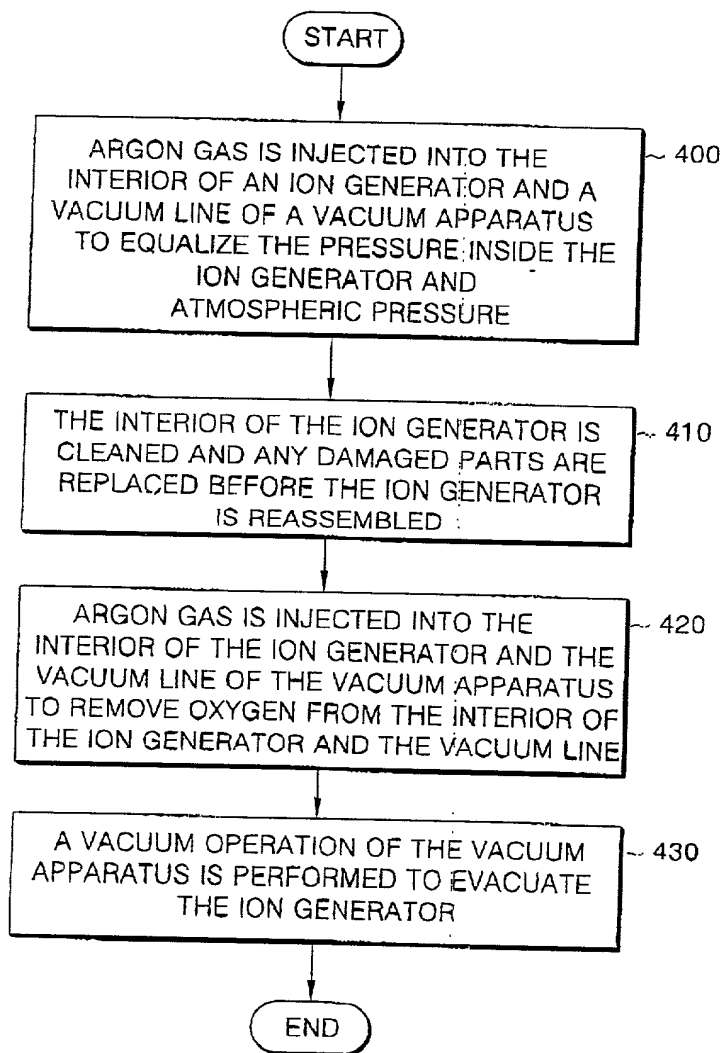 START
ARGON GAS IS INJECTED INTO THE
INTERIOR OF AN ION GENERATOR AND A
VACUUM LINE OF A VACUUM APPARATUS
TO EQUALIZE THE PRESSURE INSIDE THE
ION GENERATOR AND
ATMOSPHERIC PRESSURE
400
THE INTERIOR OF THE ION GENERATOR IS
CLEANED AND ANY DAMAGED PARTS ARE
REPLACED BEFORE THE ION GENERATOR
IS REASSEMBLED
410
ARGON GAS IS INJECTED INTO THE
INTERIOR OF THE ION GENERATOR AND THE
VACUUM LINE OF THE VACUUM APPARATUS
TO REMOVE OXYGEN FROM THE INTERIOR OF
THE ION GENERATOR AND THE VACUUM LINE
420
A VACUUM OPERATION OF THE VACUUM
APPARATUS IS PERFORMED TO EVACUATE
THE ION GENERATOR
430
END